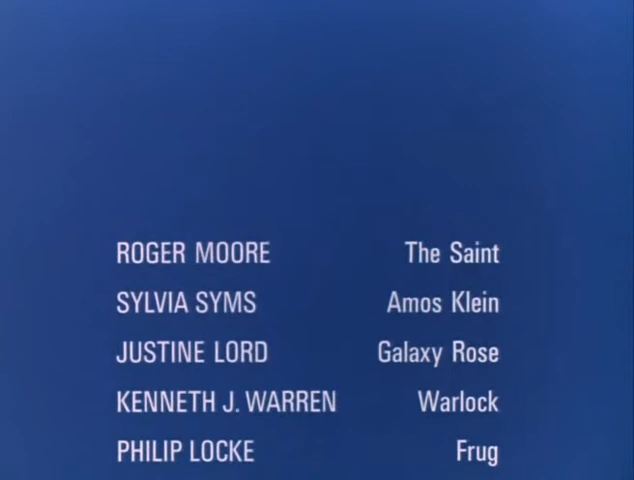 ROGER MOORE The Saint
SYLVIA SYMS Amos Klein
JUSTINE LORD Galaxy Rose
KENNETH J. WARREN Warlock
PHILIP LOCKE Frug